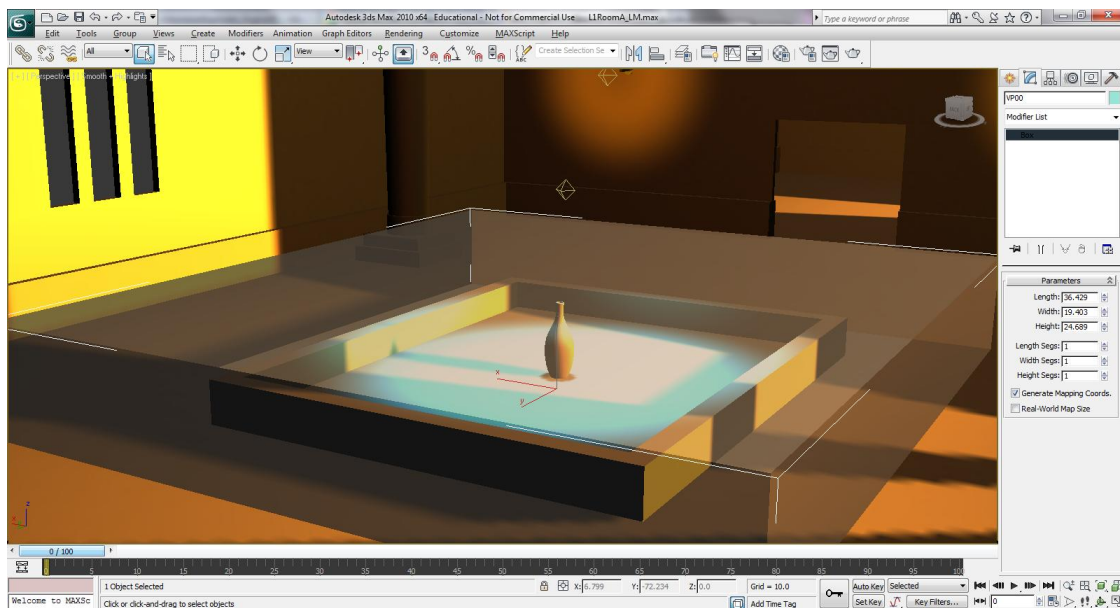 Autodesk 3ds Max 2010 x64 Educational - Not for Commercial Use L1RoomA_LM.max
Type a keyword or phrase
Edit Tools Group Views Create Modifiers Animation Graph Editors Rendering Customize MAXScript Help
All
View
3
Create Selection Se
ABC
[ + ] [ Perspective ] [ Smooth + Highlights ]
VP00
Modifier List
Box
Parameters
Length: 36.429
Width: 19.403
Height: 24.689
Length Segs: 1
Width Segs: 1
Height Segs: 1
Generate Mapping Coords.
Real-World Map Size
x
y
z
0 / 100
0 5 10 15 20 25 30 35 40 45 50 55 60 65 70 75 80 85 90 95 100
1 Object Selected
X: 6.799 Y: -72.234 Z: 0.0 Grid = 10.0
Auto Key Selected
Welcome to MAXSc
Click or click-and-drag to select objects
Add Time Tag
Set Key Key Filters...
0